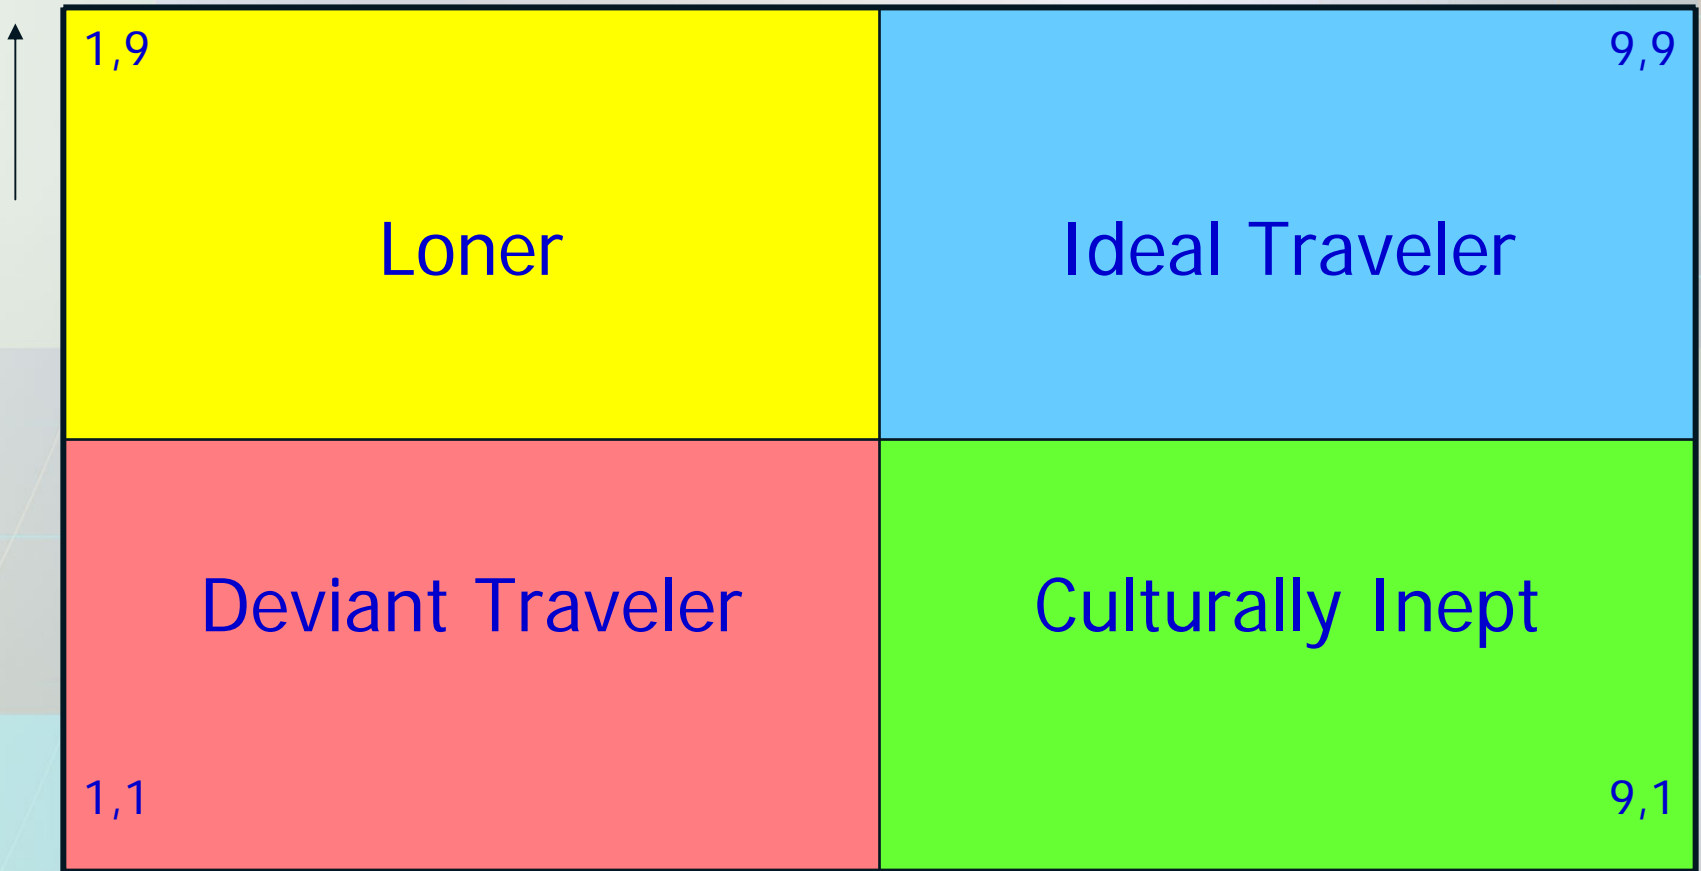 1,9
9,9
Loner
Ideal Traveler
Deviant Traveler
Culturally Inept
1,1
9,1